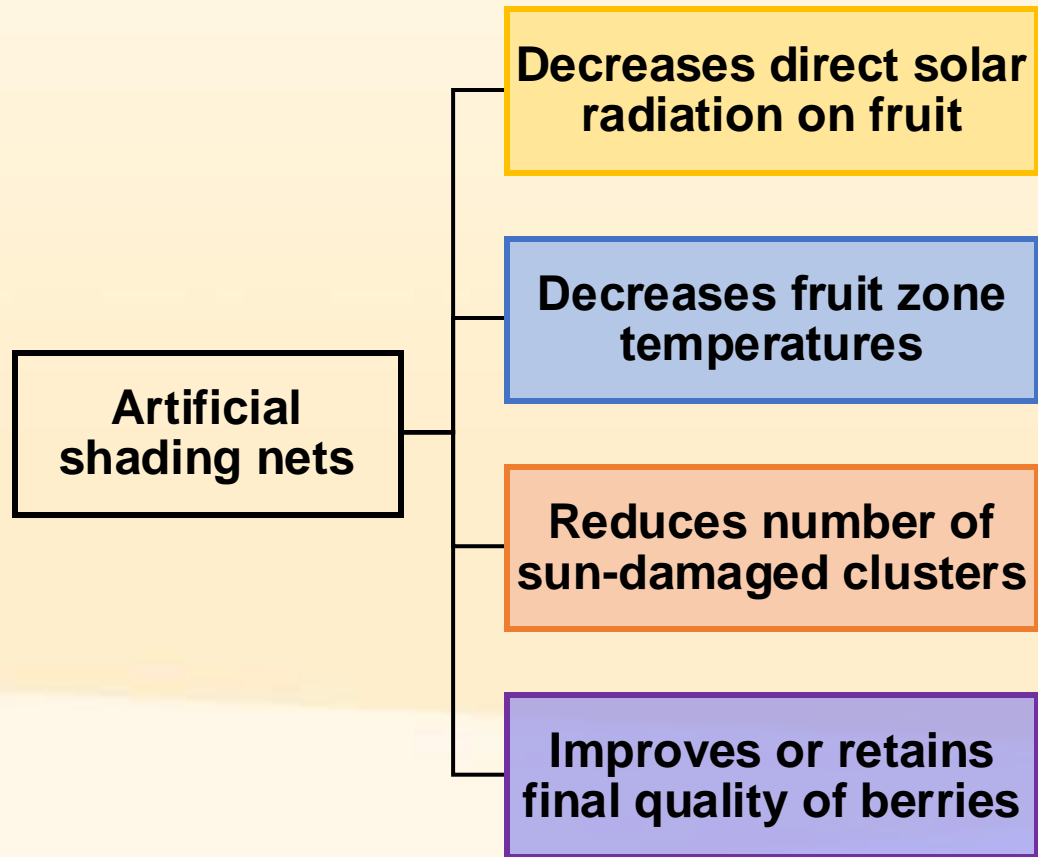 Decreases direct solar
radiation on fruit
Decreases fruit zone
temperatures
Artificial
shading nets
Reduces number of
sun-damaged clusters
Improves or retains
final quality of berries